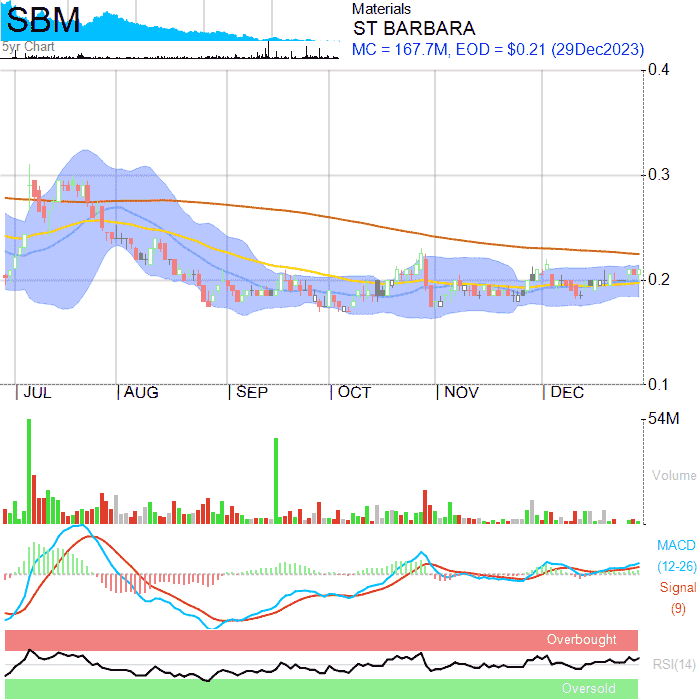 SBM
5yr Chart
Materials
ST BARBARA
MC = 167.7M, EOD = $0.21 (29Dec2023)
0.4
0.3
0.2
0.1
JUL AUG SEP OCT NOV DEC
54M
Volume
MACD
(12-26)
Signal
(9)
Overbought
RSI(14)
Oversold